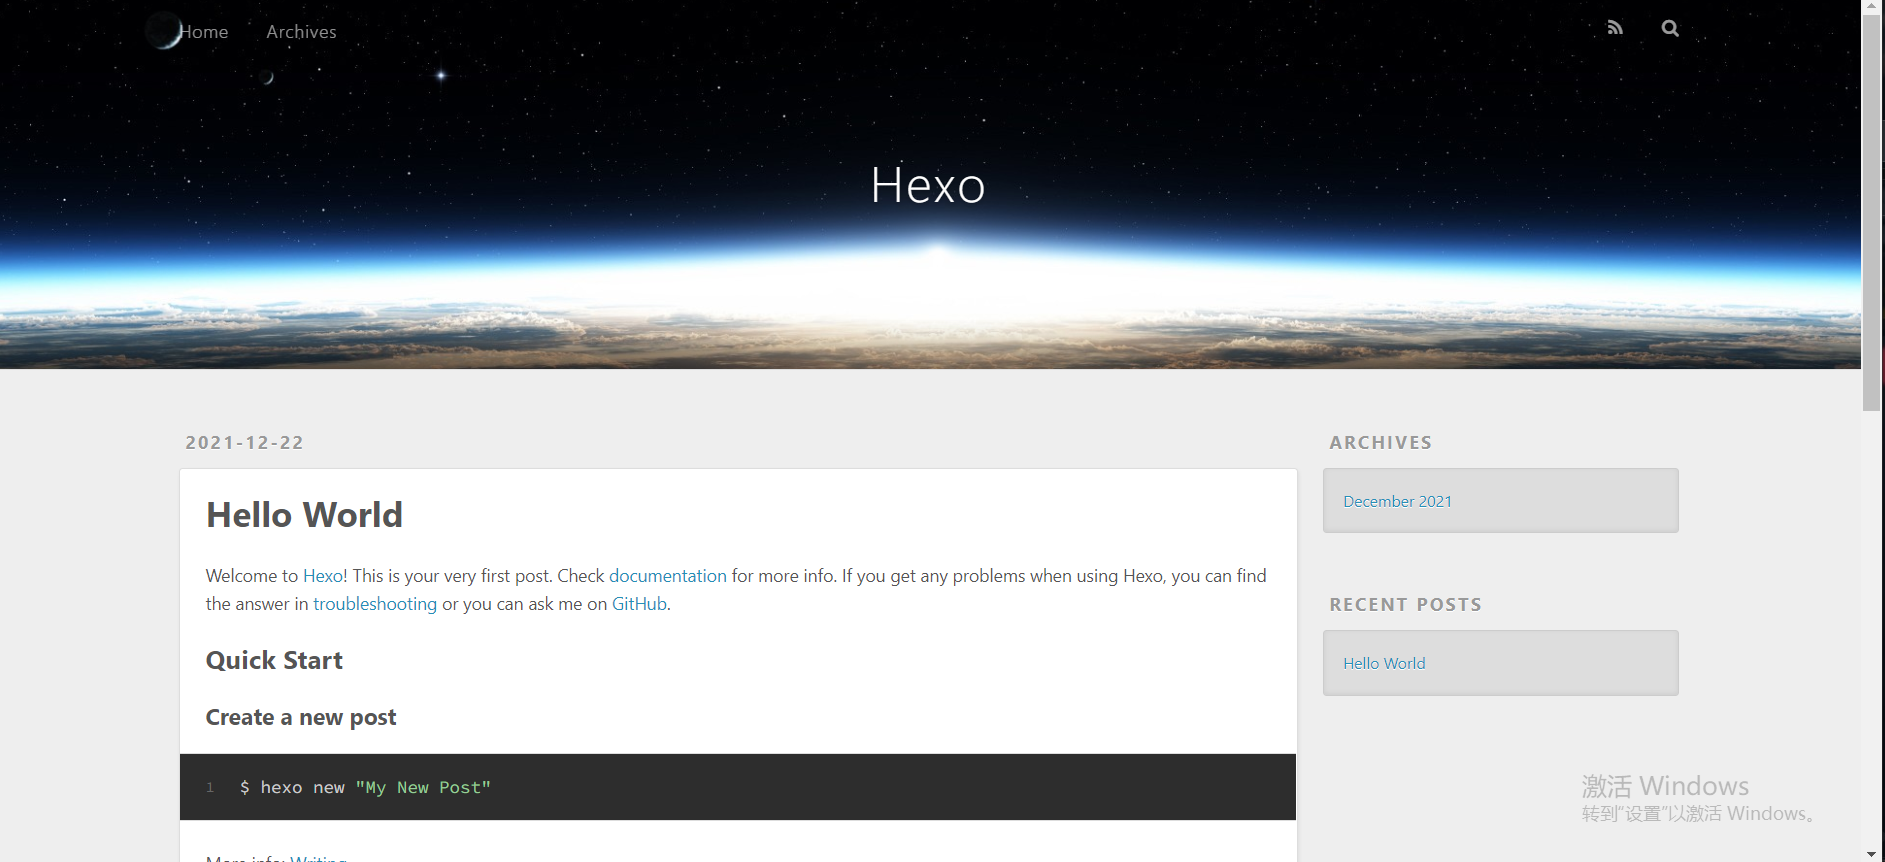 Home Archives
Hexo
2021-12-22
Hello World
Welcome to Hexo! This is your very first post. Check documentation for more info. If you get any problems when using Hexo, you can find
the answer in troubleshooting or you can ask me on GitHub.
Quick Start
Create a new post
1 $ hexo new "My New Post"
More info: Writing
ARCHIVES
December 2021
RECENT POSTS
Hello World
激活 Windows
转到“设置”以激活 Windows。